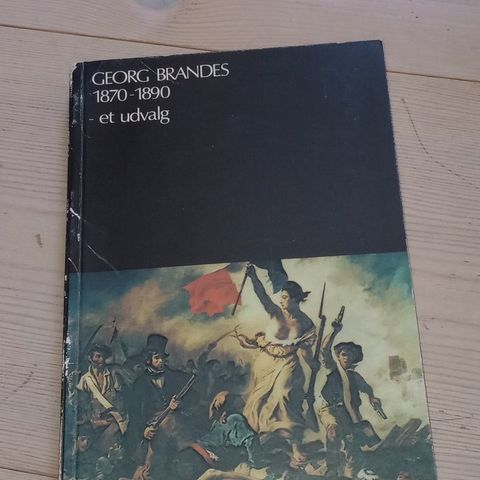 GEORG BRANDES
1870-1890
- et udvalg